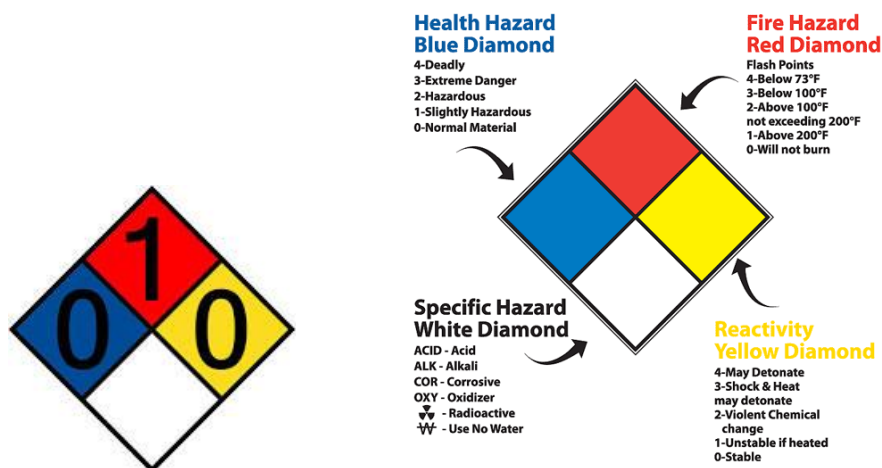 Health Hazard
Blue Diamond
4-Deadly
3-Extreme Danger
2-Hazardous
1-Slightly Hazardous
0-Normal Material
Fire Hazard
Red Diamond
Flash Points
4-Below 73°F
3-Below 100°F
2-Above 100°F
not exceeding 200°F
1-Above 200°F
0-Will not burn
1
0 0
Specific Hazard
White Diamond
ACID - Acid
ALK - Alkali
COR - Corrosive
OXY - Oxidizer
☢ - Radioactive
W - Use No Water
Reactivity
Yellow Diamond
4-May Detonate
3-Shock & Heat
may detonate
2-Violent Chemical
change
1-Unstable if heated
0-Stable